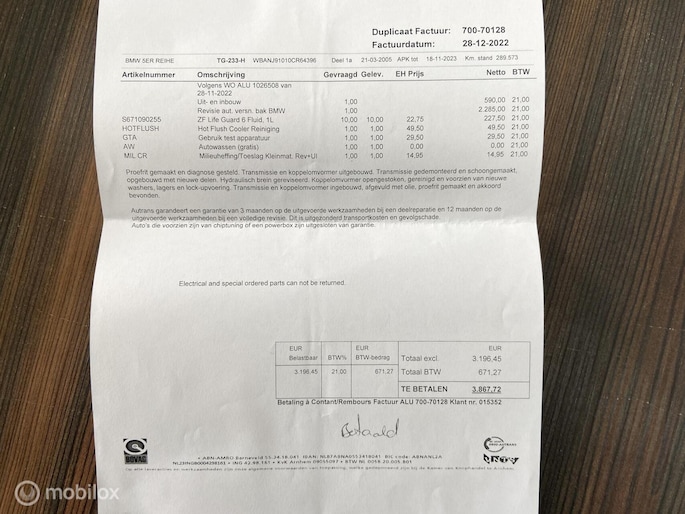 Duplicaat Factuur: 700-70128
Factuurdatum: 28-12-2022
BMW 5ER REIHE TG-233-H WBANJ91010CR64396 Deel 1a 21-03-2005 APK tot 18-11-2023 Km. stand 289.573
Artikelnummer Omschrijving Gevraagd Gelev. EH Prijs Netto BTW
Volgens WO ALU 1026508 van
28-11-2022
Uit- en inbouw 1,00 590,00 21,00
Revisie aut. versn. bak BMW 1,00 2.285,00 21,00
S671090255 ZF Life Guard 6 Fluid, 1L 10,00 10,00 22,75 227,50 21,00
HOTFLUSH Hot Flush Cooler Reiniging 1,00 1,00 49,50 49,50 21,00
GTA Gebruik test apparatuur 1,00 1,00 29,50 29,50 21,00
AW Autowassen (gratis) 1,00 1,00 0,00 0,00 21,00
MIL CR Milieuheffing/Toeslag Kleinmat. Rev+UI 1,00 1,00 14,95 14,95 21,00
Proefrit gemaakt en diagnose gesteld. Transmissie en koppelomvormer uitgebouwd. Transmissie gedemonteerd en schoongemaakt,
opgebouwd met nieuwe delen. Hydraulisch brein gereviseerd. Koppelomvormer opengestoken, gereinigd en voorzien van nieuwe
washers, lagers en lock-upvoering. Transmissie en koppelomvormer ingebouwd, afgevuld met olie, proefrit gemaakt en akkoord
bevonden.
Autrans garandeert een garantie van 3 maanden op de uitgevoerde werkzaamheden bij een deelreparatie en 12 maanden op de
uitgevoerde werkzaamheden bij een volledige revisie. Dit is uitgezonderd transportkosten en gevolgschade.
Auto's die voorzien zijn van chiptuning of een powerbox zijn uitgesloten van garantie.
Electrical and special ordered parts can not be returned.
EUR Belastbaar BTW% EUR BTW-bedrag
3.196,45 21,00 671,27
Totaal excl. 3.196,45
Totaal BTW 671,27
TE BETALEN 3.867,72
Betaling à Contant/Rembours Factuur ALU 700-70128 Klant nr. 015352
Betaald
BOVAG
mobilox